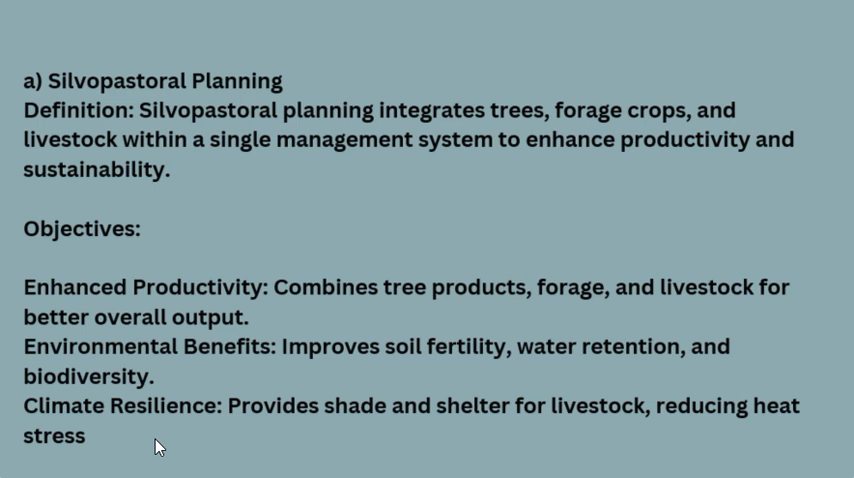 a) Silvopastoral Planning
Definition: Silvopastoral planning integrates trees, forage crops, and
livestock within a single management system to enhance productivity and
sustainability.
Objectives:
Enhanced Productivity: Combines tree products, forage, and livestock for
better overall output.
Environmental Benefits: Improves soil fertility, water retention, and
biodiversity.
Climate Resilience: Provides shade and shelter for livestock, reducing heat
stress